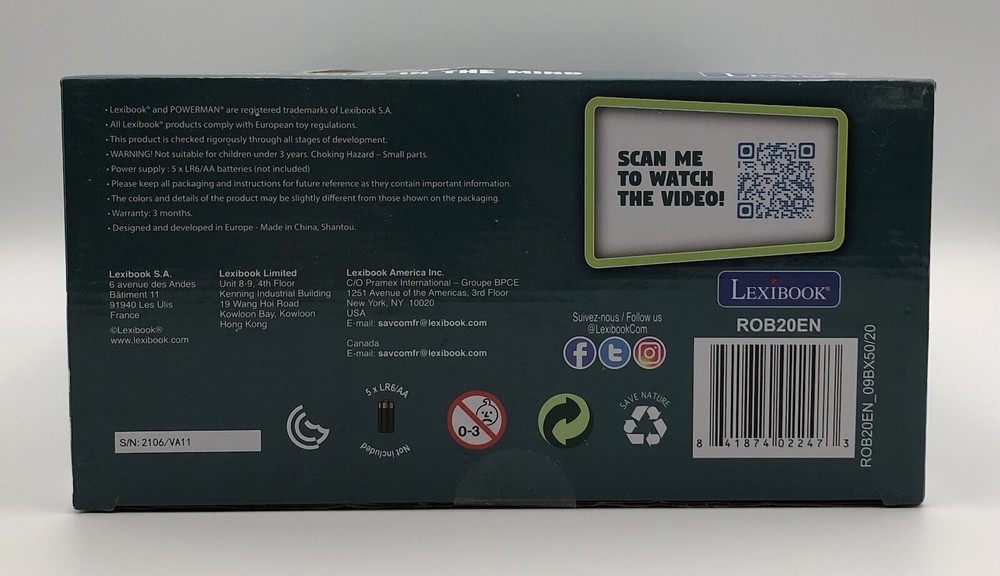 IN THE MIND
LEXIBOOK
• Lexibook® and POWERMAN® are registered trademarks of Lexibook S.A.
• All Lexibook® products comply with European toy regulations.
• This product is checked rigorously through all stages of development.
• WARNING! Not suitable for children under 3 years. Choking Hazard – Small parts.
• Power supply : 5 x LR6/AA batteries (not included)
• Please keep all packaging and instructions for future reference as they contain important information.
• The colors and details of the product may be slightly different from those shown on the packaging.
• Warranty: 3 months.
• Designed and developed in Europe - Made in China, Shantou.
SCAN ME
TO WATCH
THE VIDEO!
Lexibook S.A.
6 avenue des Andes
Bâtiment 11
91940 Les Ulis
France
©Lexibook®
www.lexibook.com
Lexibook Limited
Unit 8-9, 4th Floor
Kenning Industrial Building
19 Wang Hoi Road
Kowloon Bay, Kowloon
Hong Kong
Lexibook America Inc.
C/O Pramex International – Groupe BPCE
1251 Avenue of the Americas, 3rd Floor
New York, NY 10020
USA
E-mail: savcomfr@lexibook.com
Canada
E-mail: savcomfr@lexibook.com
Suivez-nous / Follow us
@LexibookCom
LEXIBOOK®
ROB20EN
8 41874 02247 3
ROB20EN_09BX50/20
S/N: 2106/VA11
5 x LR6/AA
Not included
0-3
SAVE NATURE